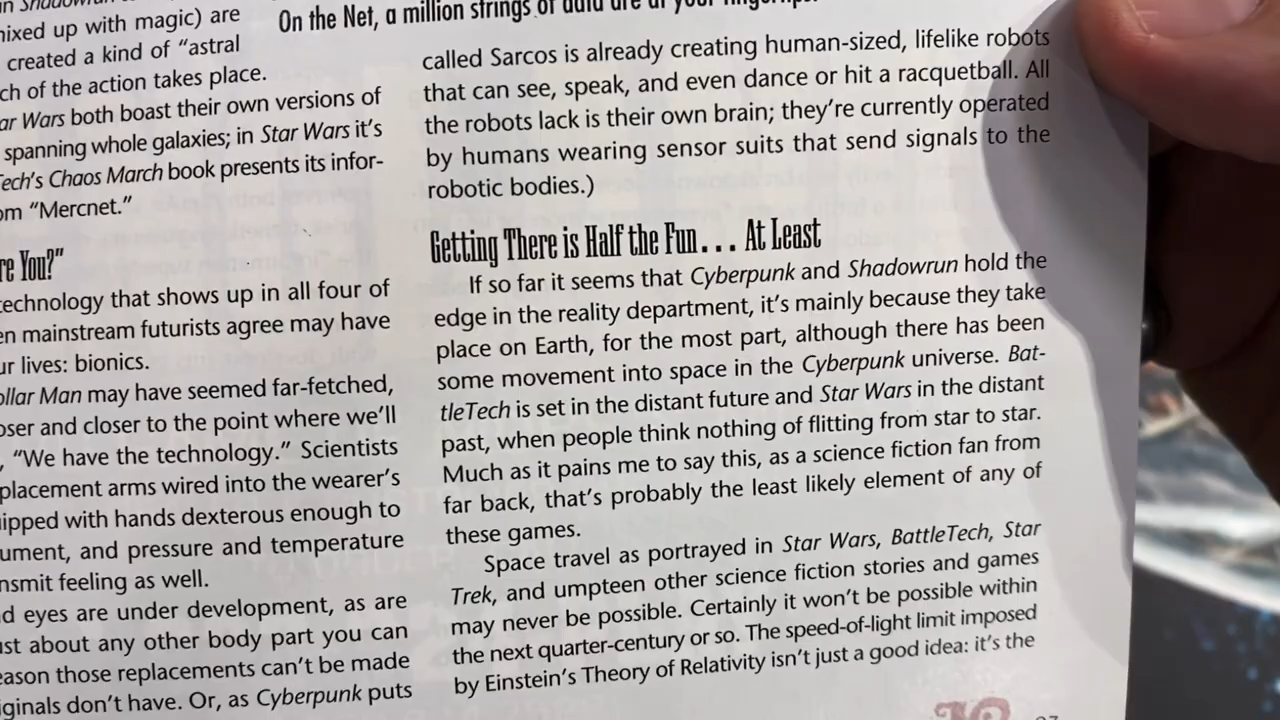 in Shadowrun
mixed up with magic) are
created a kind of “astral
ch of the action takes place.
ar Wars both boast their own versions of
spanning whole galaxies; in Star Wars it’s
Tech’s Chaos March book presents its infor-
om “Mercnet.”
re You?”
technology that shows up in all four of
en mainstream futurists agree may have
ur lives: bionics.
ollar Man may have seemed far-fetched,
oser and closer to the point where we’ll
, “We have the technology.” Scientists
placement arms wired into the wearer’s
uipped with hands dexterous enough to
ument, and pressure and temperature
nsmit feeling as well.
d eyes are under development, as are
ust about any other body part you can
eason those replacements can’t be made
iginals don’t have. Or, as Cyberpunk puts
On the Net, a million strings of data are at your fingertips.
called Sarcos is already creating human-sized, lifelike robots
that can see, speak, and even dance or hit a racquetball. All
the robots lack is their own brain; they’re currently operated
by humans wearing sensor suits that send signals to the
robotic bodies.)
Getting There is Half the Fun... At Least
If so far it seems that Cyberpunk and Shadowrun hold the
edge in the reality department, it’s mainly because they take
place on Earth, for the most part, although there has been
some movement into space in the Cyberpunk universe. Bat-
tleTech is set in the distant future and Star Wars in the distant
past, when people think nothing of flitting from star to star.
Much as it pains me to say this, as a science fiction fan from
far back, that’s probably the least likely element of any of
these games.
Space travel as portrayed in Star Wars, BattleTech, Star
Trek, and umpteen other science fiction stories and games
may never be possible. Certainly it won’t be possible within
the next quarter-century or so. The speed-of-light limit imposed
by Einstein’s Theory of Relativity isn’t just a good idea: it’s the